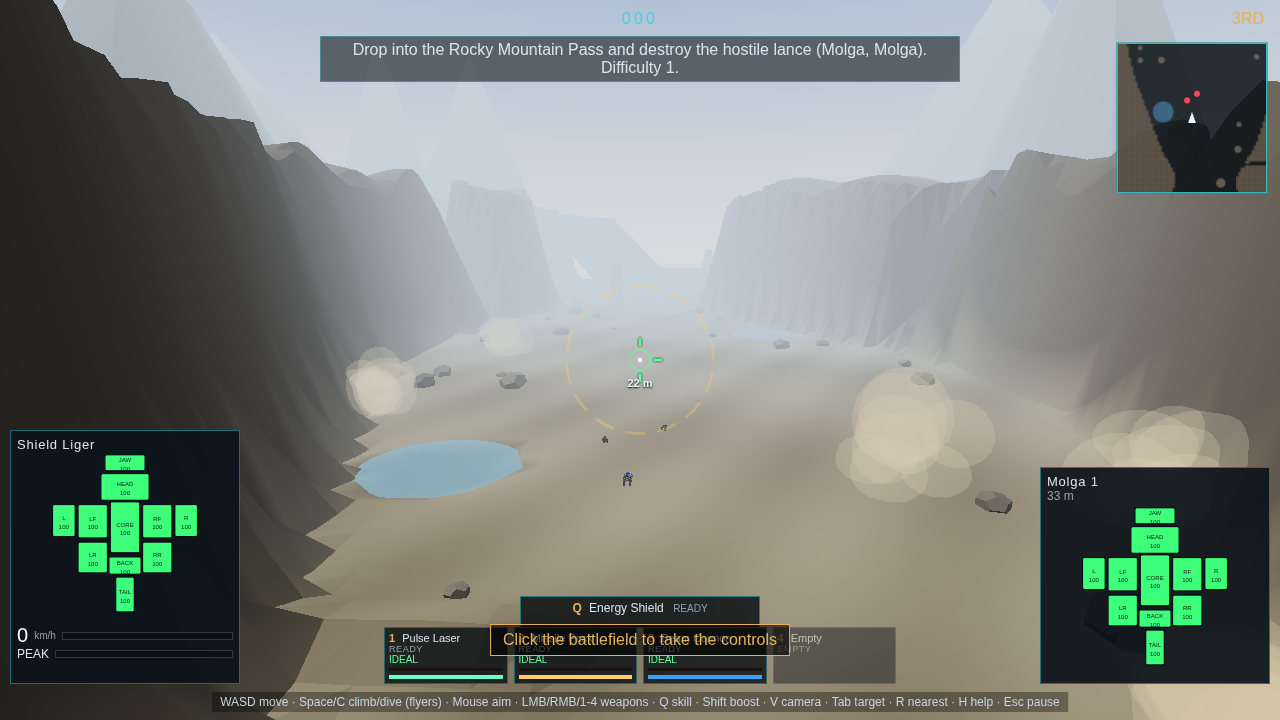 000
3RD
Drop into the Rocky Mountain Pass and destroy the hostile lance (Molga, Molga).
Difficulty 1.
22 m
Shield Liger
JAW
100
HEAD
100
L
100
LF
100
CORE
100
RF
100
R
100
LR
100
BACK
100
RR
100
TAIL
100
0 km/h
PEAK
Molga 1
33 m
JAW
100
HEAD
100
L
100
LF
100
CORE
100
RF
100
R
100
LR
100
BACK
100
RR
100
TAIL
100
Q Energy Shield READY
Click the battlefield to take the controls
1 Pulse Laser
READY
IDEAL
READY
IDEAL
READY
IDEAL
4 Empty
EMPTY
WASD move · Space/C climb/dive (flyers) · Mouse aim · LMB/RMB/1-4 weapons · Q skill · Shift boost · V camera · Tab target · R nearest · H help · Esc pause